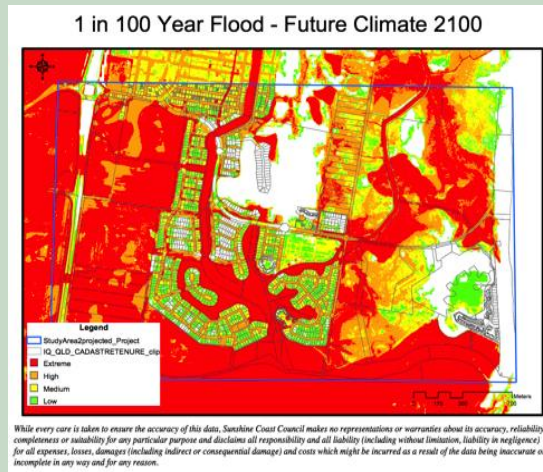 1 in 100 Year Flood - Future Climate 2100
Legend
StudyArea2projected_Project
IQ_QLD_CADASTRETENURE_clip
Extreme
High
Medium
Low
Meters
While every care is taken to ensure the accuracy of this data, Sunshine Coast Council makes no representations or warranties about its accuracy, reliability
completeness or suitability for any particular purpose and disclaims all responsibility and all liability (including without limitation, liability in negligence)
for all expenses, losses, damages (including indirect or consequential damage) and costs which might be incurred as a result of the data being inaccurate or
incomplete in any way and for any reason.